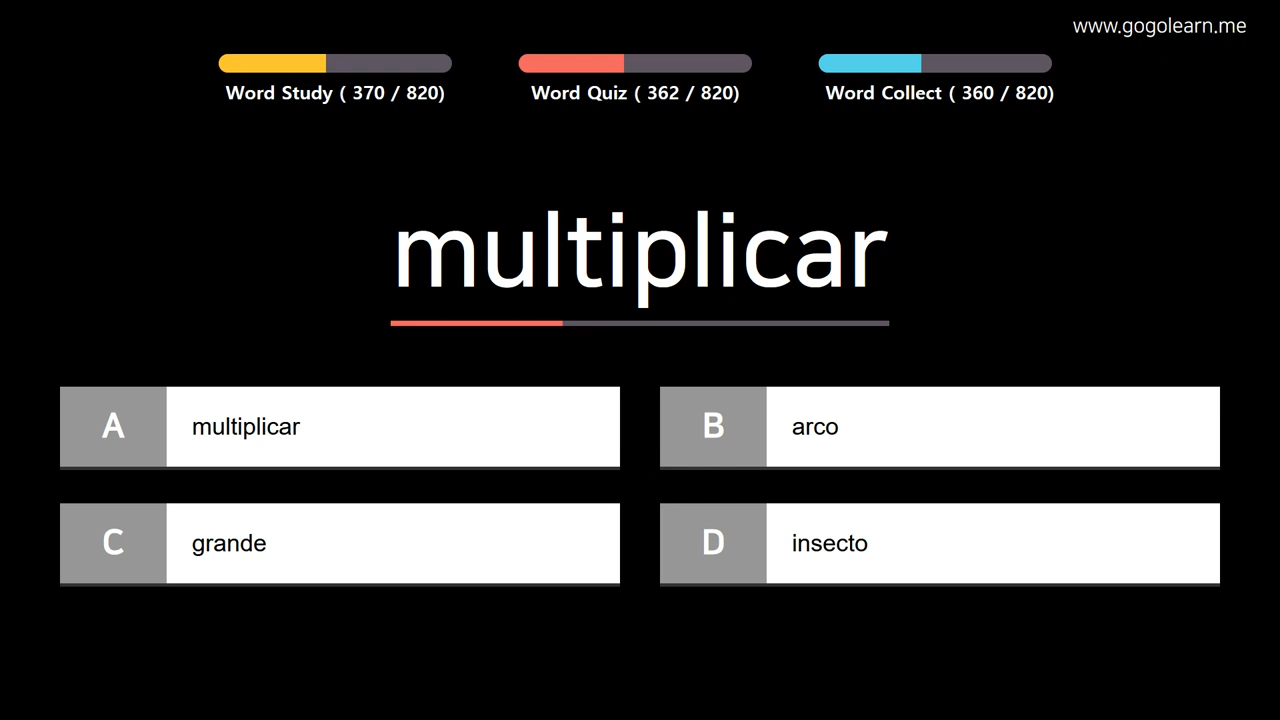 www.gogolearn.me
Word Study ( 370 / 820)
Word Quiz ( 362 / 820)
Word Collect ( 360 / 820)
multiplicar
A multiplicar
B arco
C grande
D insecto